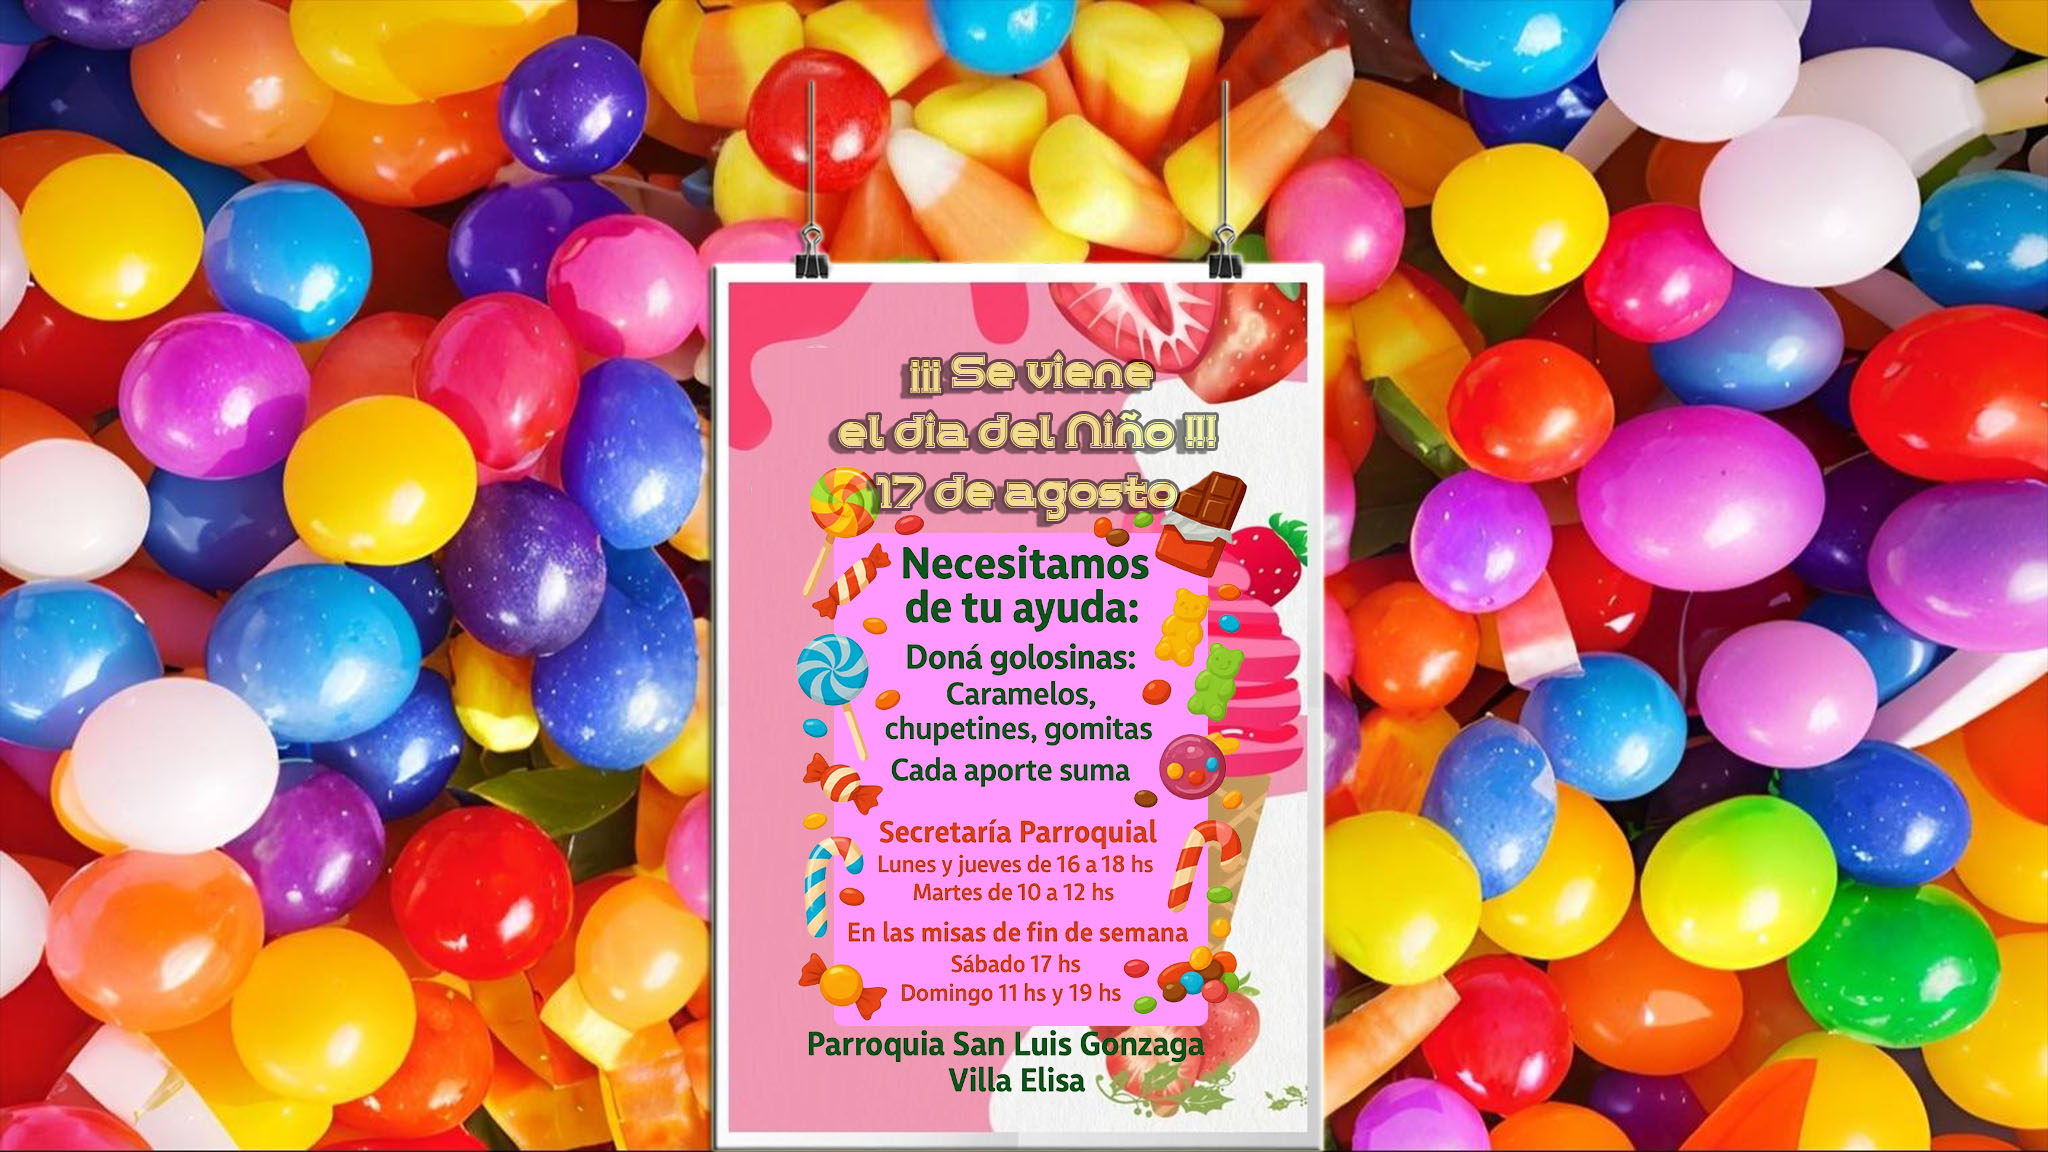 ¡¡¡ Se viene
el dia del Niño !!!
17 de agosto
Necesitamos
de tu ayuda:
Doná golosinas:
Caramelos,
chupetines, gomitas
Cada aporte suma
Secretaría Parroquial
Lunes y jueves de 16 a 18 hs
Martes de 10 a 12 hs
En las misas de fin de semana
Sábado 17 hs
Domingo 11 hs y 19 hs
Parroquia San Luis Gonzaga
Villa Elisa